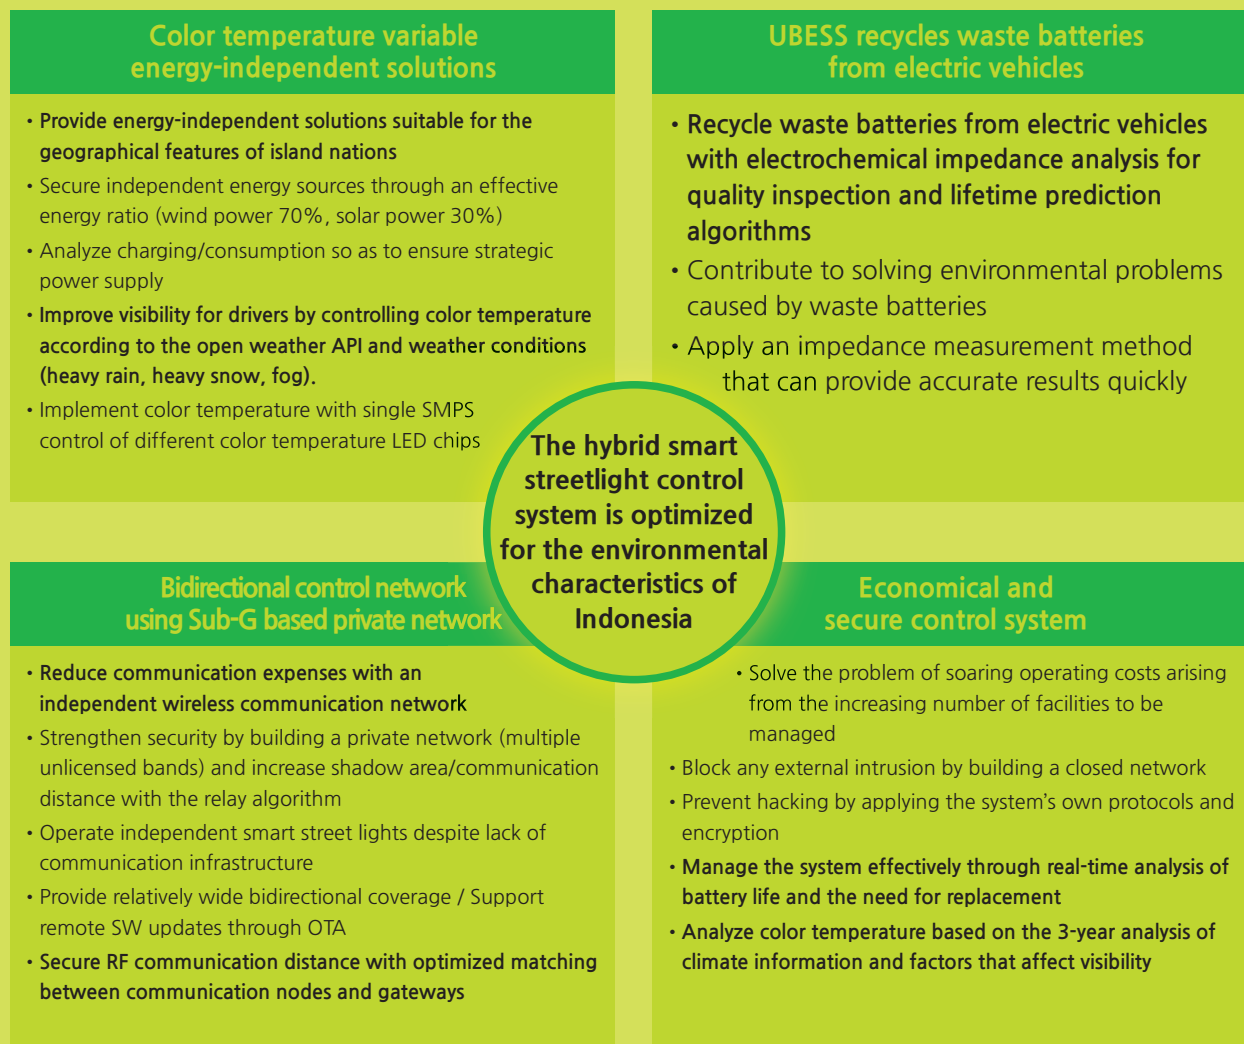 Color temperature variable
energy-independent solutions
• Provide energy-independent solutions suitable for the
geographical features of island nations
• Secure independent energy sources through an effective
energy ratio (wind power 70%, solar power 30%)
• Analyze charging/consumption so as to ensure strategic
power supply
• Improve visibility for drivers by controlling color temperature
according to the open weather API and weather conditions
(heavy rain, heavy snow, fog).
• Implement color temperature with single SMPS
control of different color temperature LED chips
UBESS recycles waste batteries
from electric vehicles
• Recycle waste batteries from electric vehicles
with electrochemical impedance analysis for
quality inspection and lifetime prediction
algorithms
• Contribute to solving environmental problems
caused by waste batteries
• Apply an impedance measurement method
that can provide accurate results quickly
The hybrid smart
streetlight control
system is optimized
for the environmental
characteristics of
Indonesia
Bidirectional control network
using Sub-G based private network
• Reduce communication expenses with an
independent wireless communication network
• Strengthen security by building a private network (multiple
unlicensed bands) and increase shadow area/communication
distance with the relay algorithm
• Operate independent smart street lights despite lack of
communication infrastructure
• Provide relatively wide bidirectional coverage / Support
remote SW updates through OTA
• Secure RF communication distance with optimized matching
between communication nodes and gateways
Economical and
secure control system
• Solve the problem of soaring operating costs arising
from the increasing number of facilities to be
managed
• Block any external intrusion by building a closed network
• Prevent hacking by applying the system’s own protocols and
encryption
• Manage the system effectively through real-time analysis of
battery life and the need for replacement
• Analyze color temperature based on the 3-year analysis of
climate information and factors that affect visibility